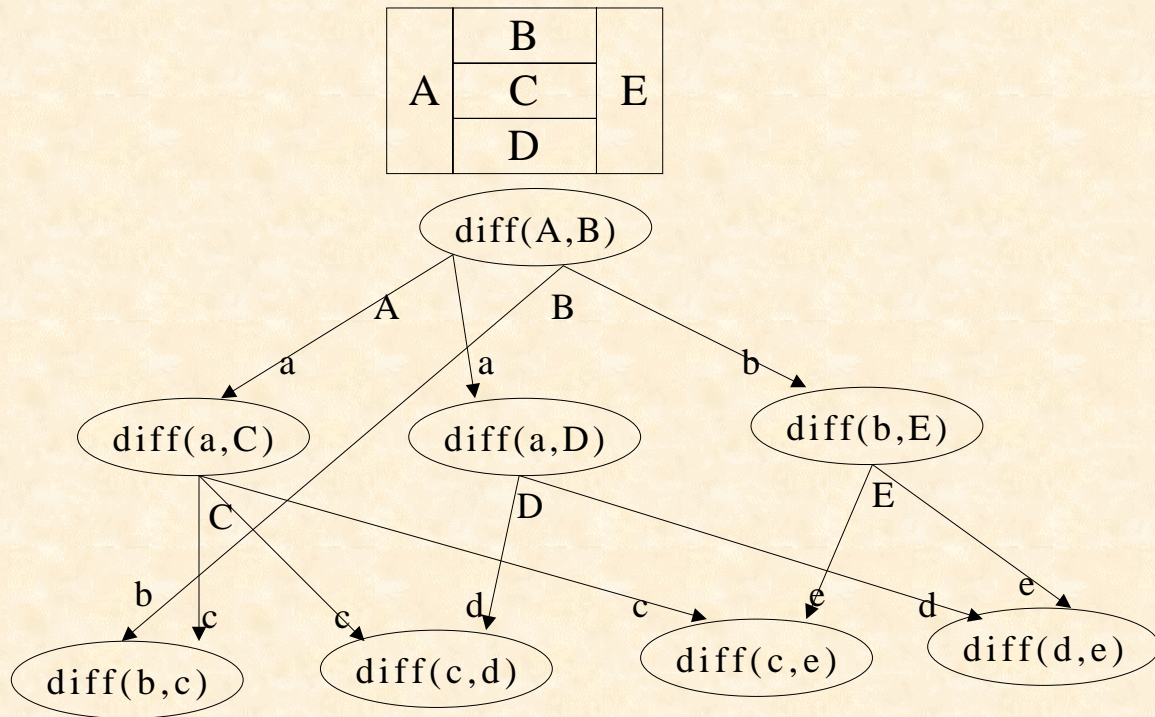 B
A C E
D
diff(A,B)
A B
a a b
diff(a,C) diff(a,D) diff(b,E)
C D E
b c c d c e d e
diff(b,c) diff(c,d) diff(c,e) diff(d,e)